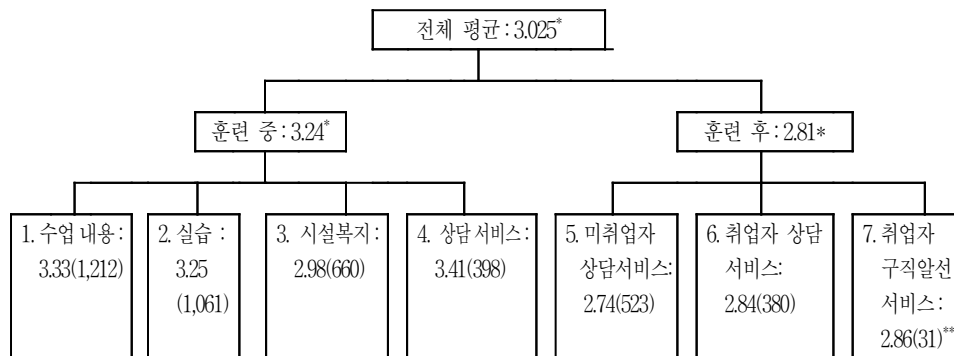 전체 평균 : 3.025*
훈련 중 : 3.24*
훈련 후 : 2.81*
1. 수업 내용 :
3.33(1,212)
2. 실습 :
3.25
(1,061)
3. 시설복지 :
2.98(660)
4. 상담서비스 :
3.41(398)
5. 미취업자
상담서비스:
2.74(523)
6. 취업자 상담
서비스:
2.84(380)
7. 취업자
구직알선
서비스:
2.86(31)**